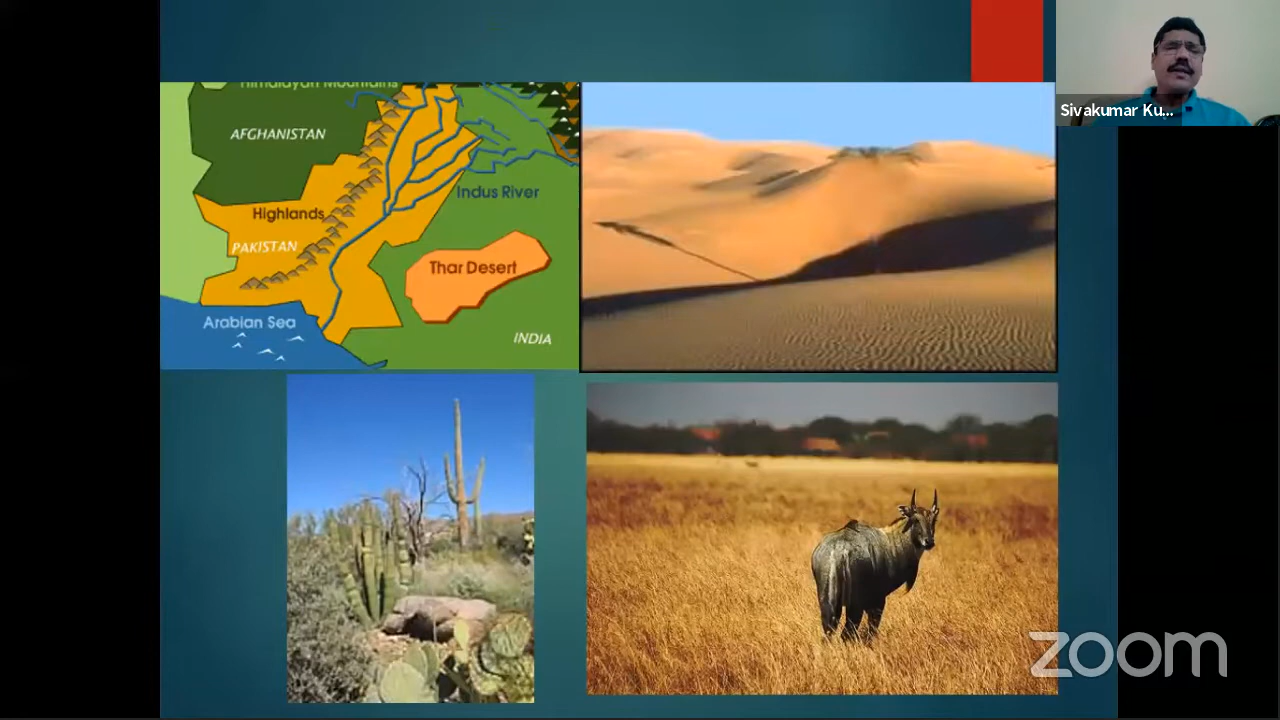 Himalayan Mountains
AFGHANISTAN
Indus River
Highlands
PAKISTAN
Thar Desert
Arabian Sea
INDIA
Sivakumar Ku...
zoom